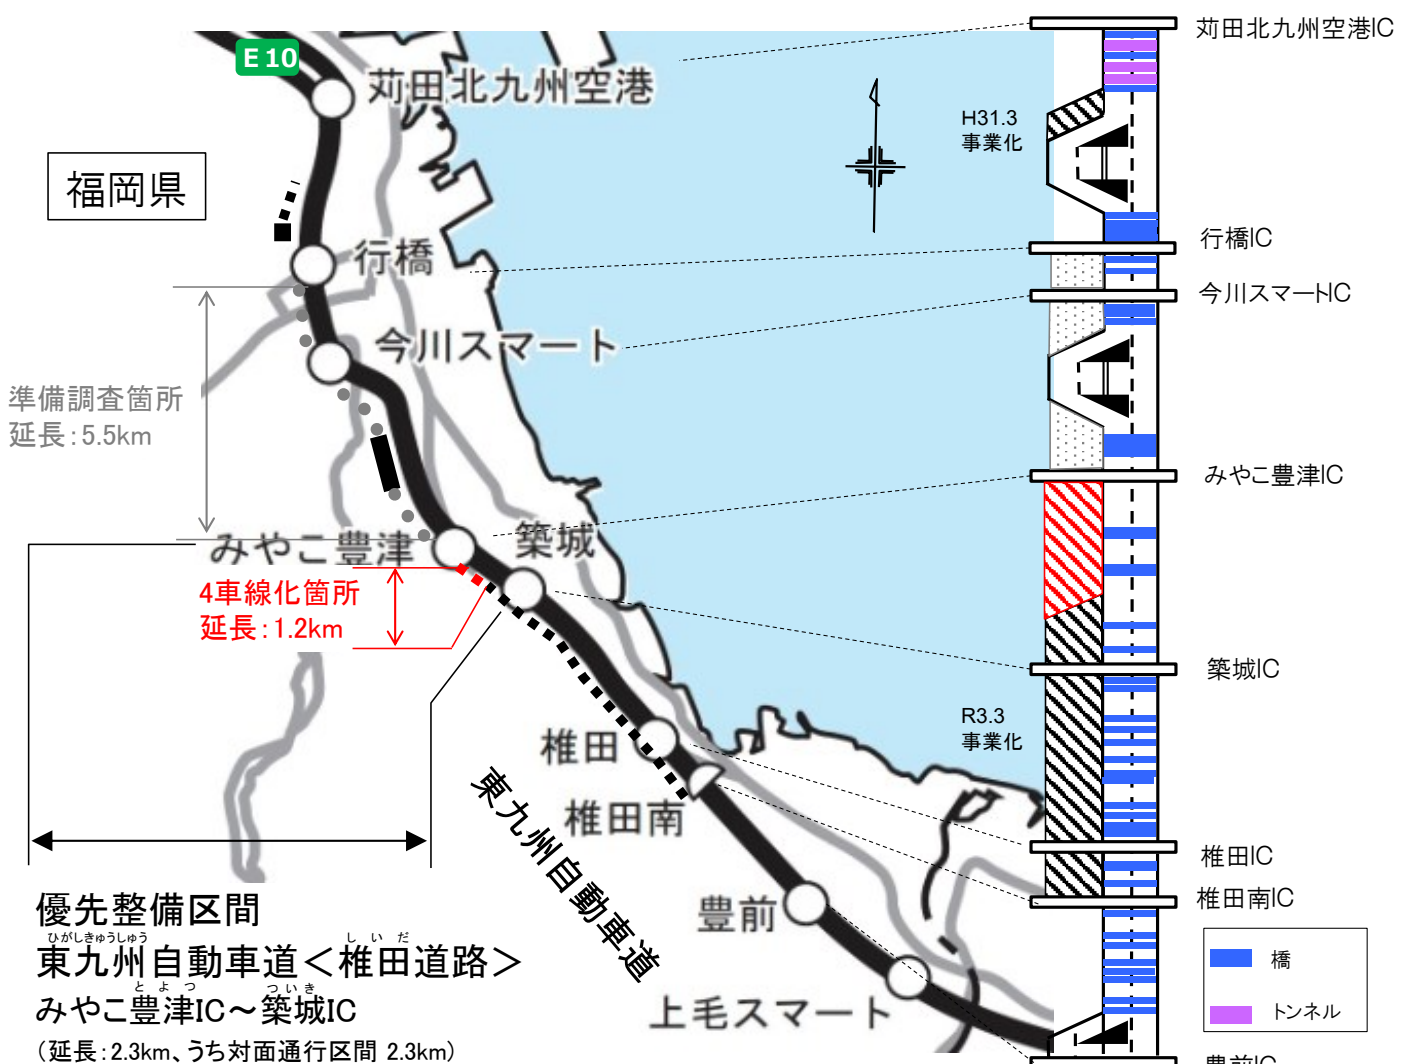 E10
苅田北九州空港
福岡県
行橋
今川スマート
準備調査箇所
延長：5.5km
みやこ豊津
築城
4車線化箇所
延長：1.2km
椎田
椎田南
東九州自動車道
豊前
上毛スマート
優先整備区間
ひがしきゅうしゅう しいだ
東九州自動車道＜椎田道路＞
とよつ ついき
みやこ豊津IC～築城IC
（延長：2.3km、うち対面通行区間 2.3km）
苅田北九州空港IC
H31.3
事業化
行橋IC
今川スマートIC
みやこ豊津IC
築城IC
R3.3
事業化
椎田IC
椎田南IC
橋
トンネル
豊前IC